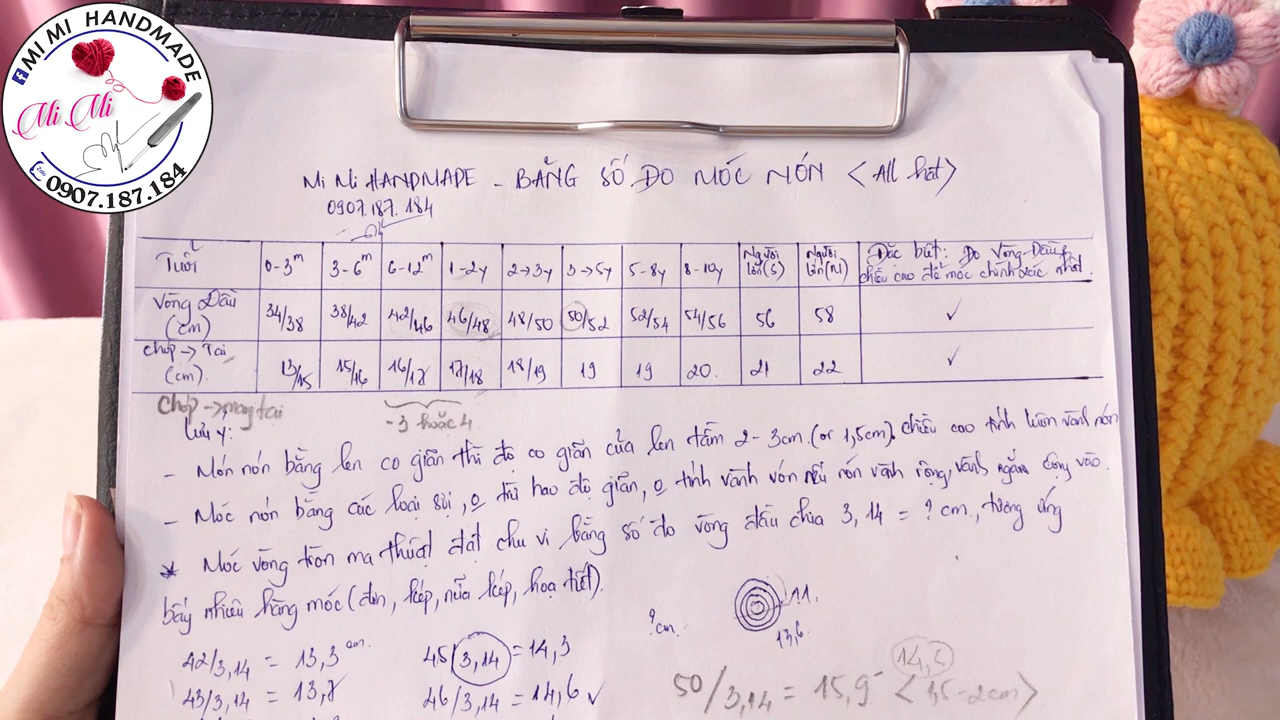 MI MI HANDMADE
Mi Mi
Zalo
0907.187.184
Mi Mi HANDMADE - BẢNG SỐ ĐO MÓC NÓN <All hat>
0907.187.184
Tuổi 0-3m 3-6m 6-12m 1-2y 2→3y 3→5y 5-8y 8-10y Người lớn(S) Người lớn(M) Đặc biệt: Đo Vòng Đầu &
chiều cao để móc chính xác nhất.
Vòng Đầu (cm) 34/38 38/42 42/46 46/48 48/50 50/52 52/54 54/56 56 58 ✓
Chóp → Tai (cm). 13/15 15/16 16/17 17/18 18/19 19 19 20. 21 22 ✓
Chóp → mang tai
-3 hoặc 4
Lưu ý:
- Món nón bằng len co giãn thì độ co giãn của len tầm 2-3cm.(or 1,5cm). chiều cao tính luôn vành nón
- Móc nón bằng các loại sợi, o trừ hao độ giãn, o tính vành nón nếu nón vành rộng, vành ngắn cộng vào.
* Móc vòng tròn ma thuật đạt chu vi bằng số đo vòng đầu chia 3,14 = ? cm, tương ứng
bấy nhiêu hàng móc (đơn, kép, nửa kép, hoạ tiết).
?cm. 11.
13,6.
42/3,14 = 13,3cm. 45/3,14 = 14,3
14,5
43/3,14 = 13,7 46/3,14 = 14,6 ✓ 50/3,14 = 15,9 <1,5-2cm>